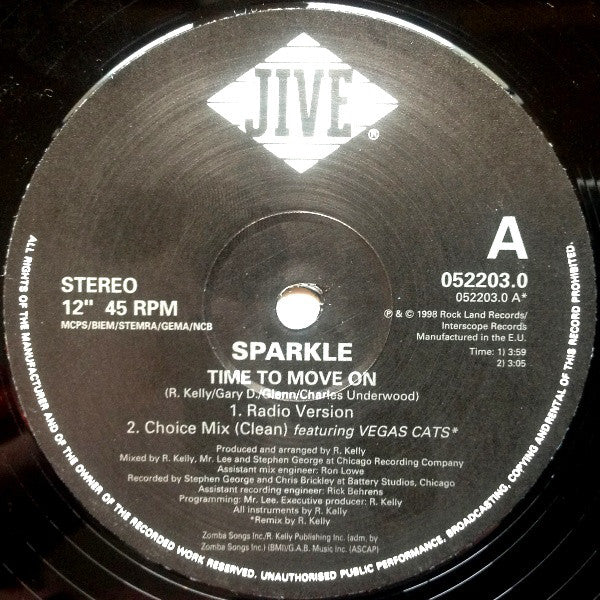 JIVE
®
A
STEREO
12" 45 RPM
MCPS/BIEM/STEMRA/GEMA/NCB
052203.0
052203.0 A*
℗ & © 1998 Rock Land Records/
Interscope Records
Manufactured in the E.U.
Time: 1) 3:59
2) 3:05
SPARKLE
TIME TO MOVE ON
(R. Kelly/Gary D./Glenn/Charles Underwood)
1. Radio Version
2. Choice Mix (Clean) featuring VEGAS CATS*
Produced and arranged by R. Kelly
Mixed by R. Kelly, Mr. Lee and Stephen George at Chicago Recording Company
Assistant mix engineer: Ron Lowe
Recorded by Stephen George and Chris Brickley at Battery Studios, Chicago
Assistant recording engineer: Rick Behrens
Programming: Mr. Lee. Executive producer: R. Kelly
All instruments by R. Kelly
*Remix by R. Kelly
Zomba Songs Inc./R. Kelly Publishing Inc. (adm. by
Zomba Songs Inc.) (BMI)/G.A.B. Music Inc. (ASCAP)
ALL RIGHTS OF THE MANUFACTURER AND OF THE OWNER OF THE RECORDED WORK RESERVED. UNAUTHORISED PUBLIC PERFORMANCE, BROADCASTING, COPYING AND RENTAL OF THIS RECORD PROHIBITED.